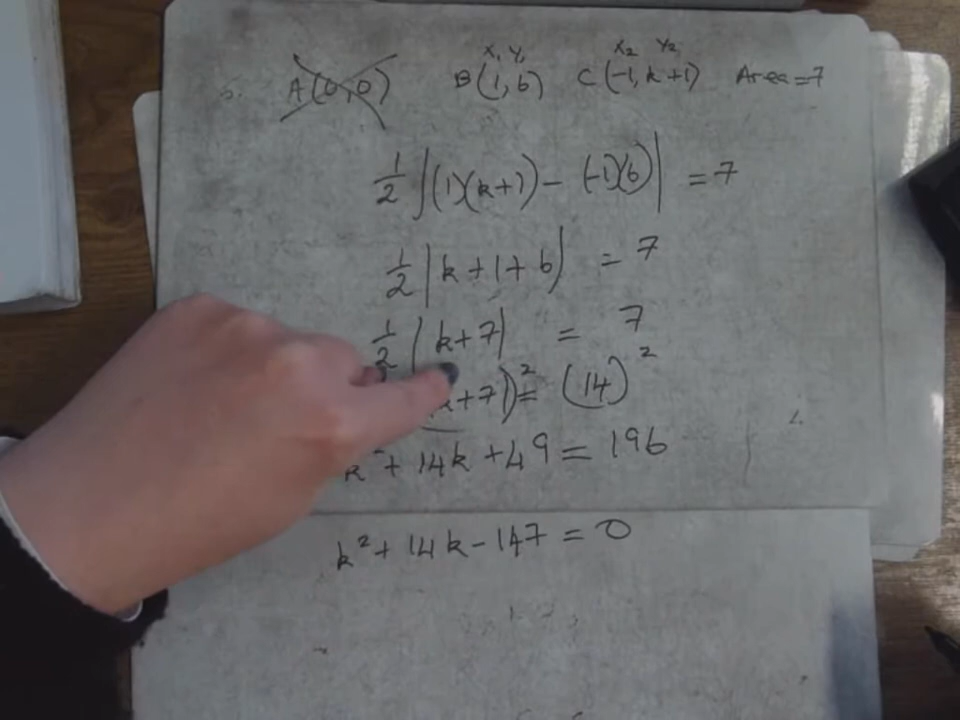 5. A(0,0) B(1,6) C(-1,k+1) Area=7
x₁ y₁ x₂ y₂
1/2 |(1)(k+1) - (-1)(6)| = 7
1/2 |k+1+6| = 7
1/2 |k+7| = 7
k+7|)² = (14)²
k² + 14k + 49 = 196
k² + 14k - 147 = 0